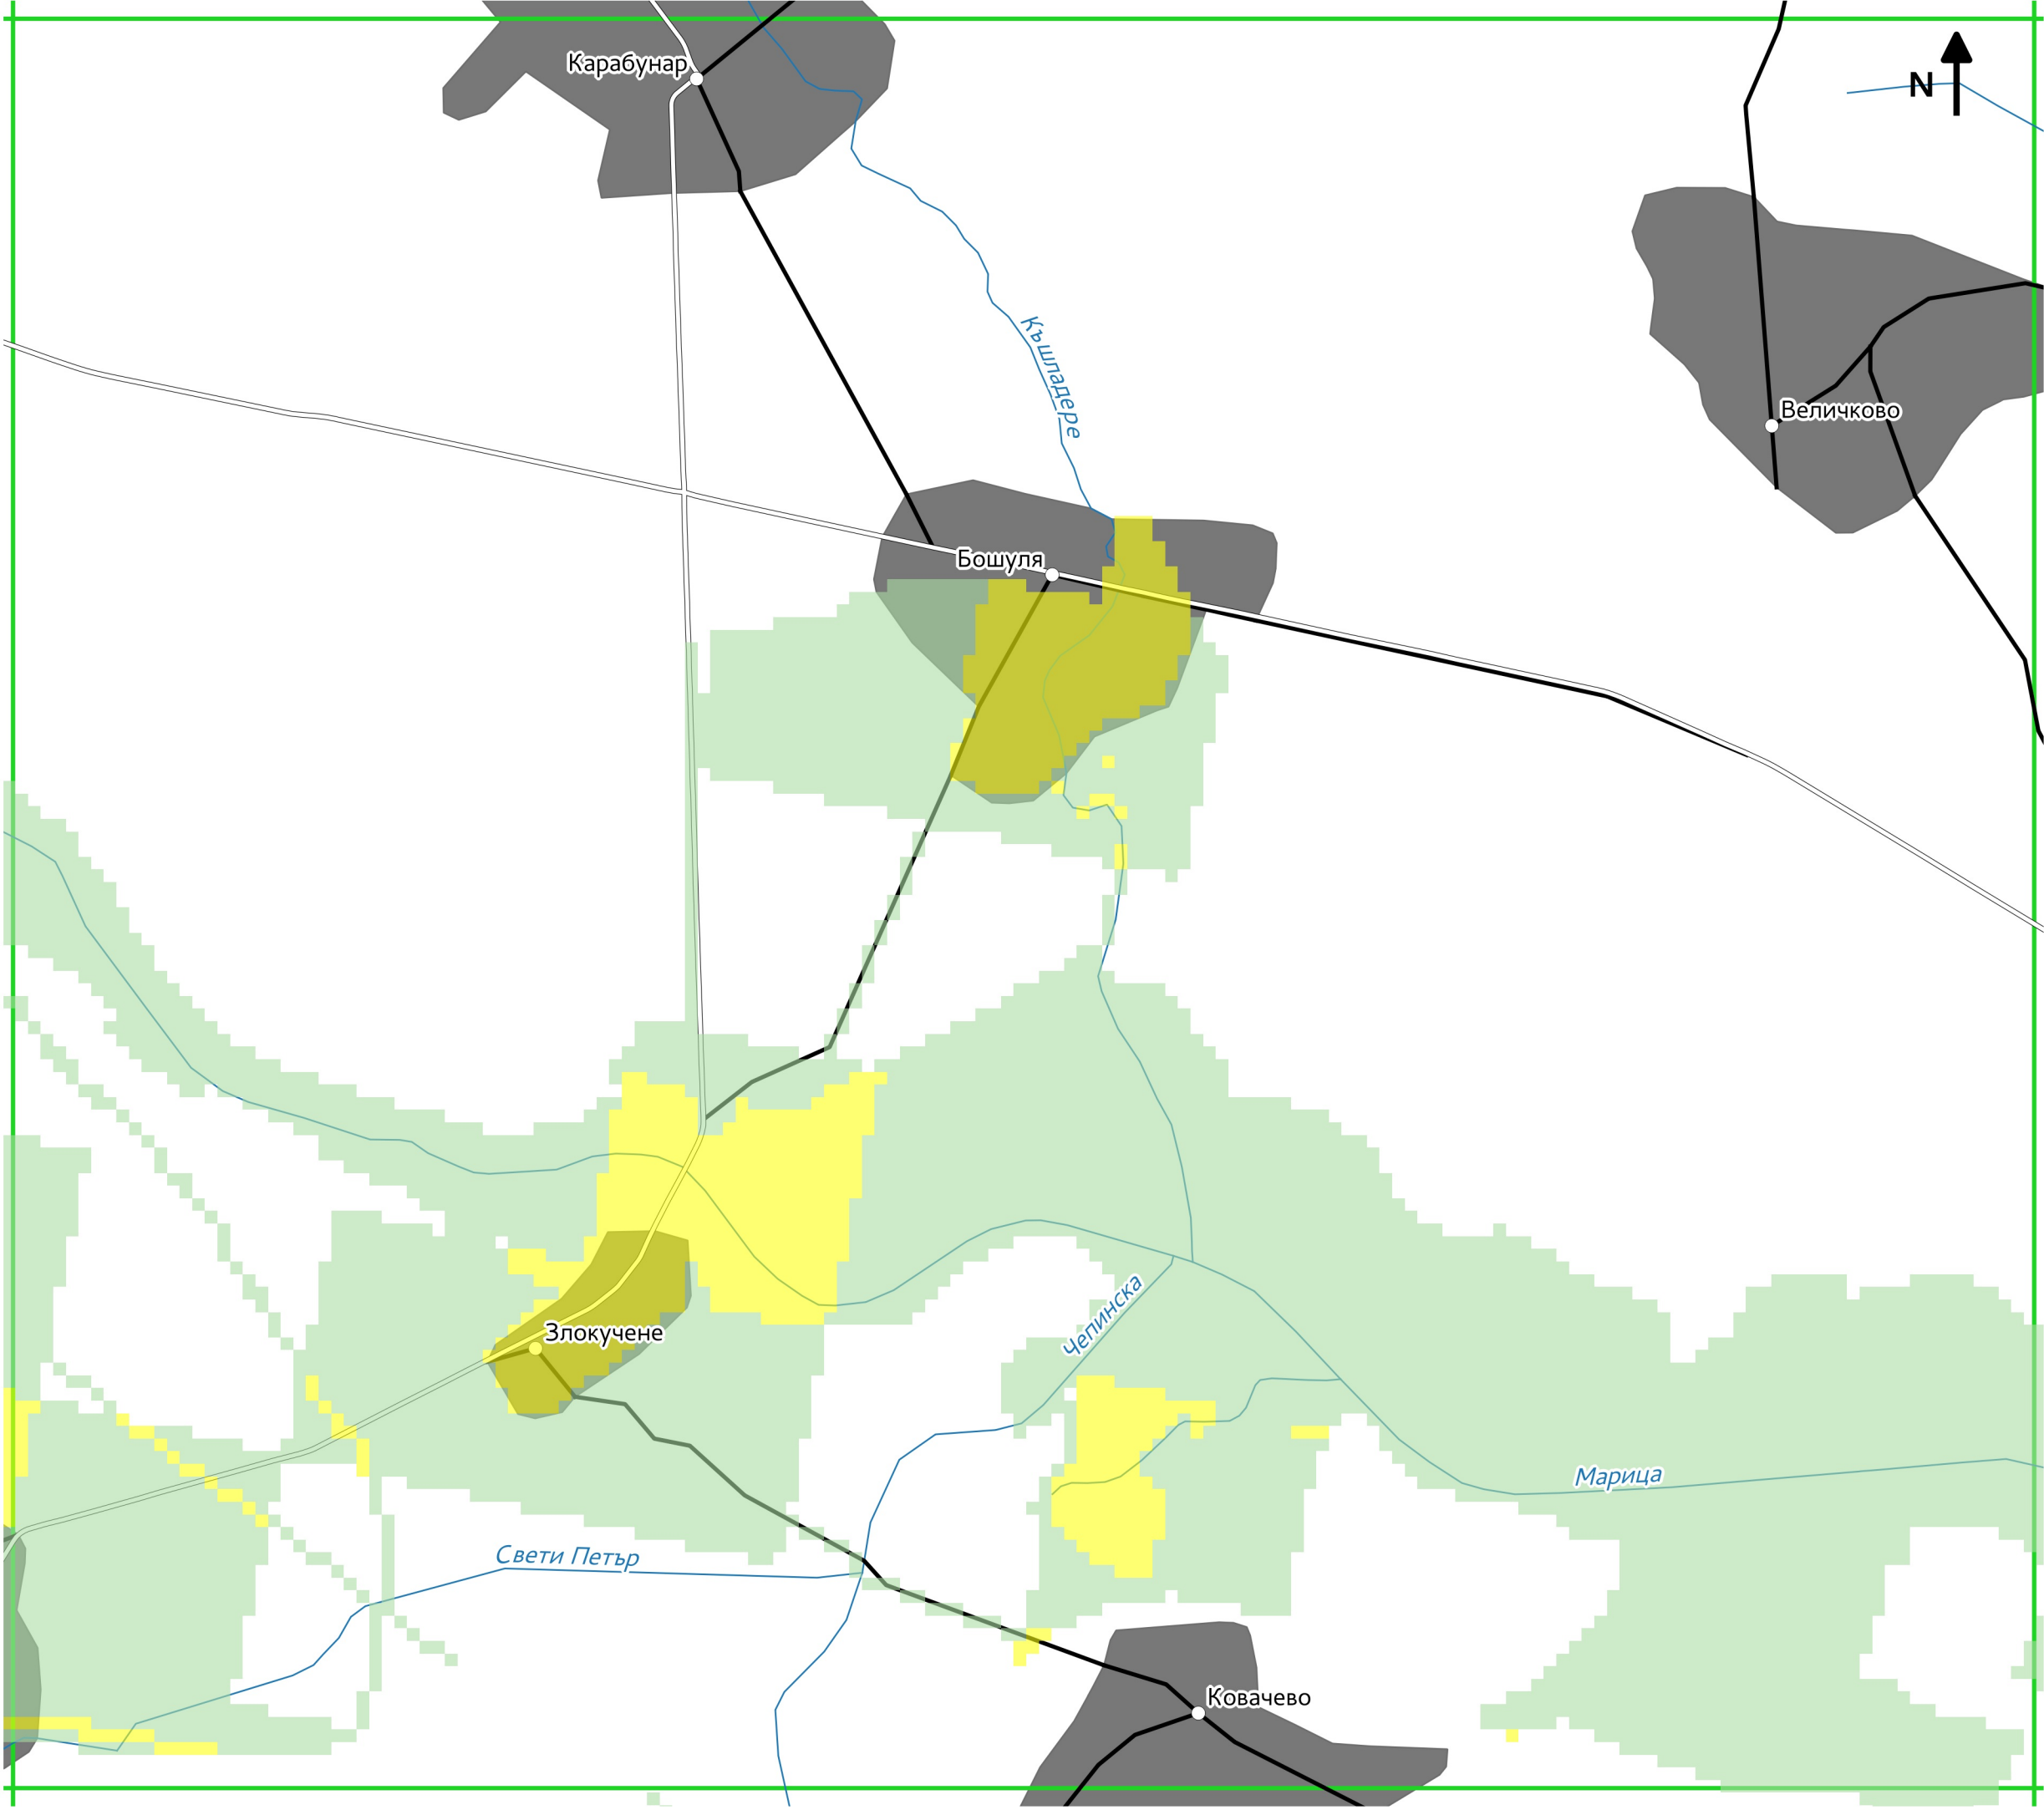 Карабунар
N
Къшладере
Величково
Бошуля
Чепинска
Злокучене
Марица
Свети Петър
Ковачево